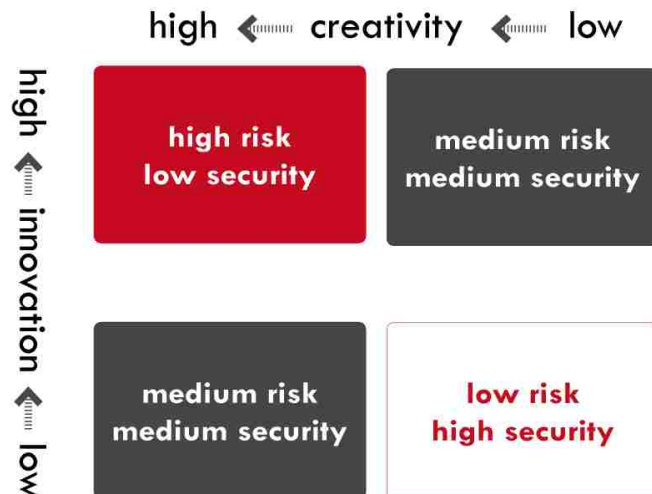 high creativity low
high innovation low
high risk
low security
medium risk
medium security
medium risk
medium security
low risk
high security